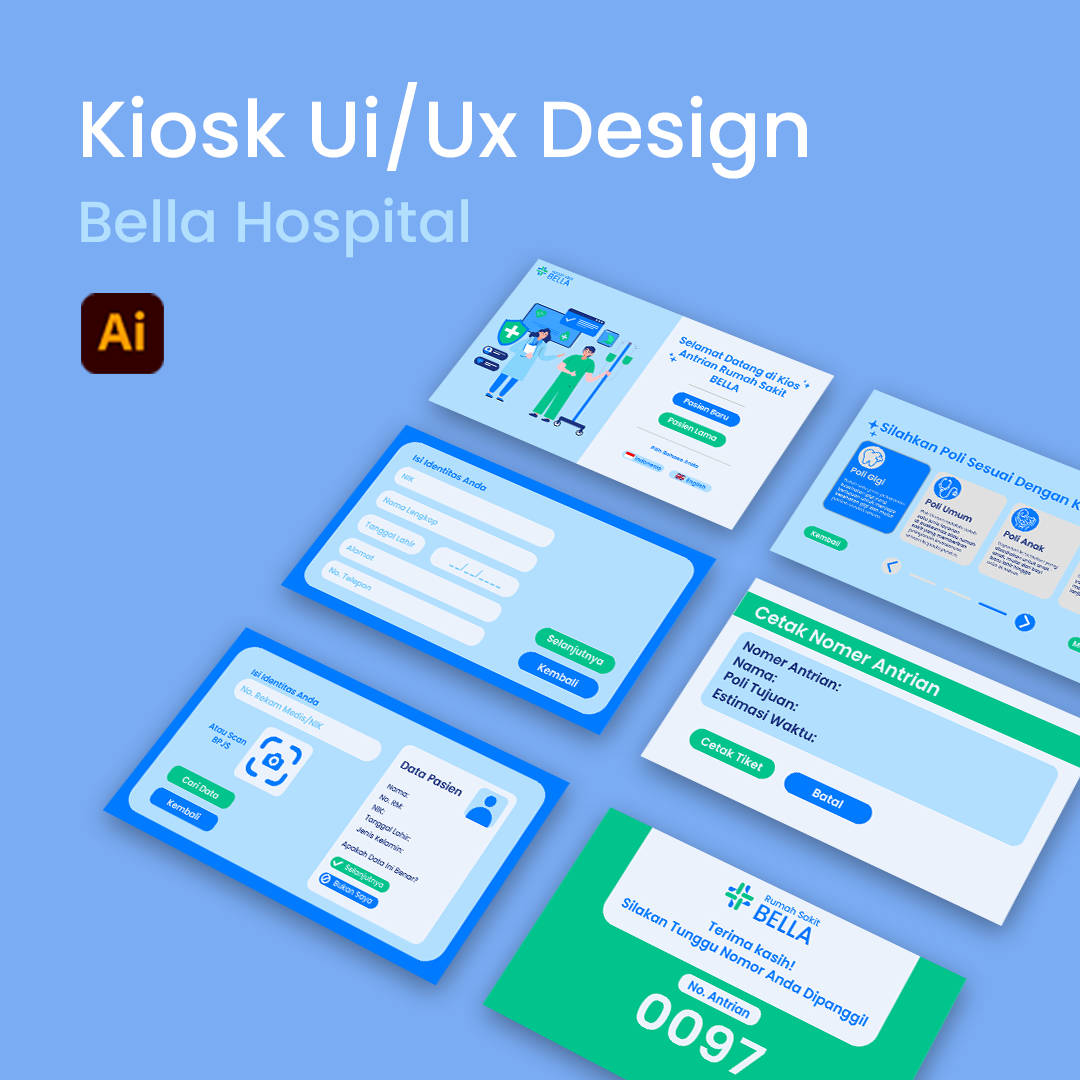 Kiosk Ui/Ux Design
Bella Hospital
Ai
BELLA
Selamat Datang di Kios
Antrian Rumah Sakit
BELLA
Pasien Baru
Pasien Lama
Pilih Bahasa Anda
Indonesia
English
Silahkan Poli Sesuai Dengan K
Poli Gigi
Poli Umum
Poli Anak
Kembali
Isi Identitas Anda
NIK
Nama Lengkap
Tanggal Lahir
_ _/_ _/_ _ _ _
Alamat
No. Telepon
Selanjutnya
Kembali
Cetak Nomer Antrian
Nomer Antrian:
Nama:
Poli Tujuan:
Estimasi Waktu:
Cetak Tiket
Batal
Isi Identitas Anda
No. Rekam Medis/NIK
Atau Scan
BPJS
Cari Data
Kembali
Data Pasien
Nama:
No. RM:
NIK:
Tanggal Lahir:
Jenis Kelamin:
Apakah Data Ini Benar?
Selanjutnya
Bukan Saya
Rumah Sakit
BELLA
Terima kasih!
Silakan Tunggu Nomor Anda Dipanggil
No. Antrian
0097